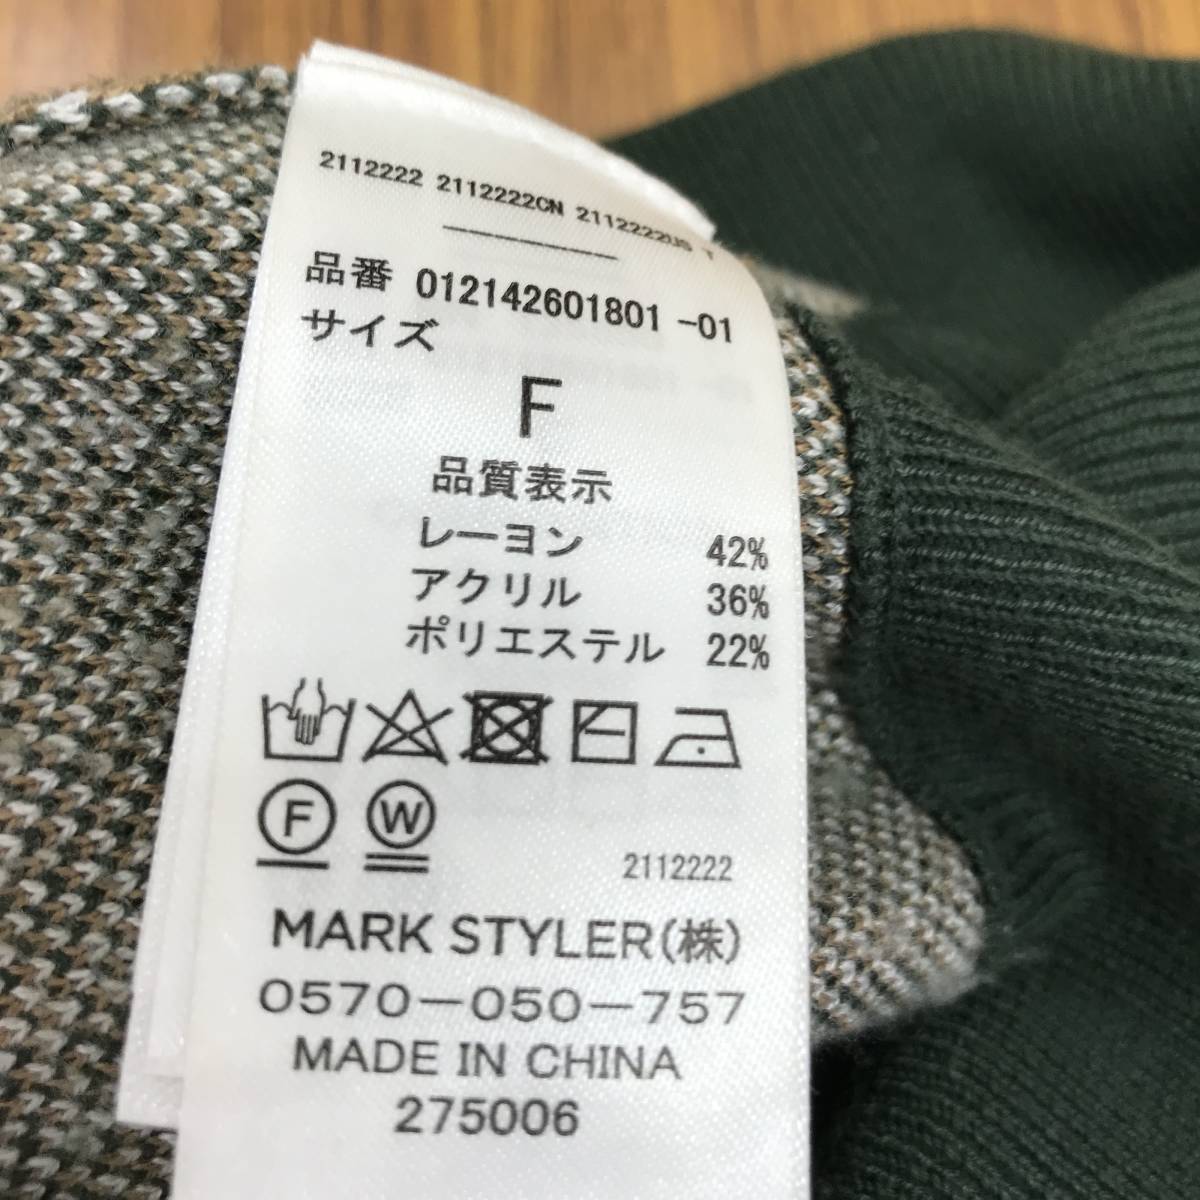 2112222 2112222CN 2112222US T
品番 012142601801 -01
サイズ
F
品質表示
レーヨン 42%
アクリル 36%
ポリエステル 22%
F W
2112222
MARK STYLER(株)
0570-050-757
MADE IN CHINA
275006